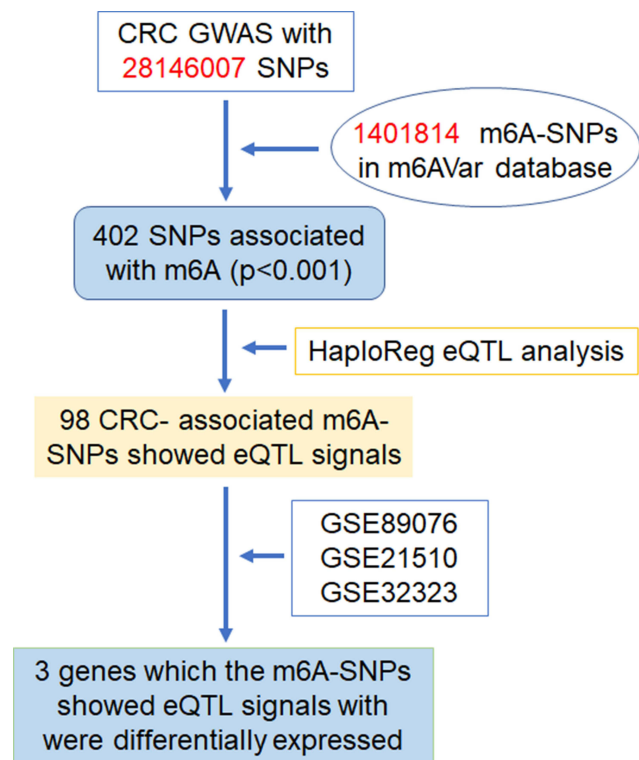 CRC GWAS with
28146007 SNPs
1401814 m6A-SNPs
in m6AVar database
402 SNPs associated
with m6A (p<0.001)
HaploReg eQTL analysis
98 CRC- associated m6A-
SNPs showed eQTL signals
GSE89076
GSE21510
GSE32323
3 genes which the m6A-SNPs
showed eQTL signals with
were differentially expressed